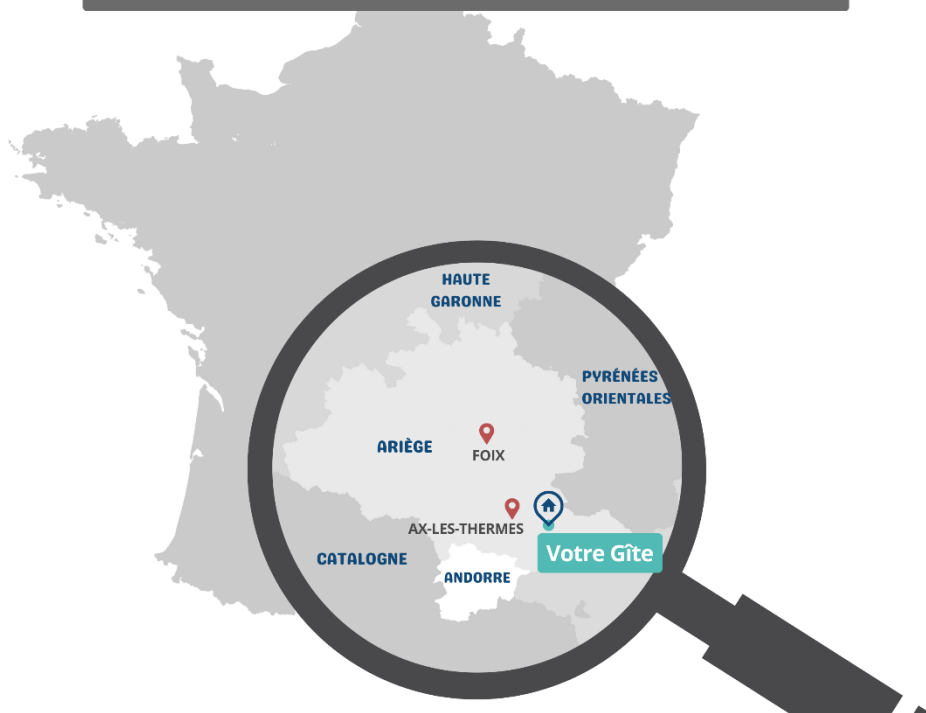 HAUTE
GARONNE
PYRÉNÉES
ORIENTALES
ARIÈGE
FOIX
AX-LES-THERMES
Votre Gîte
CATALOGNE
ANDORRE